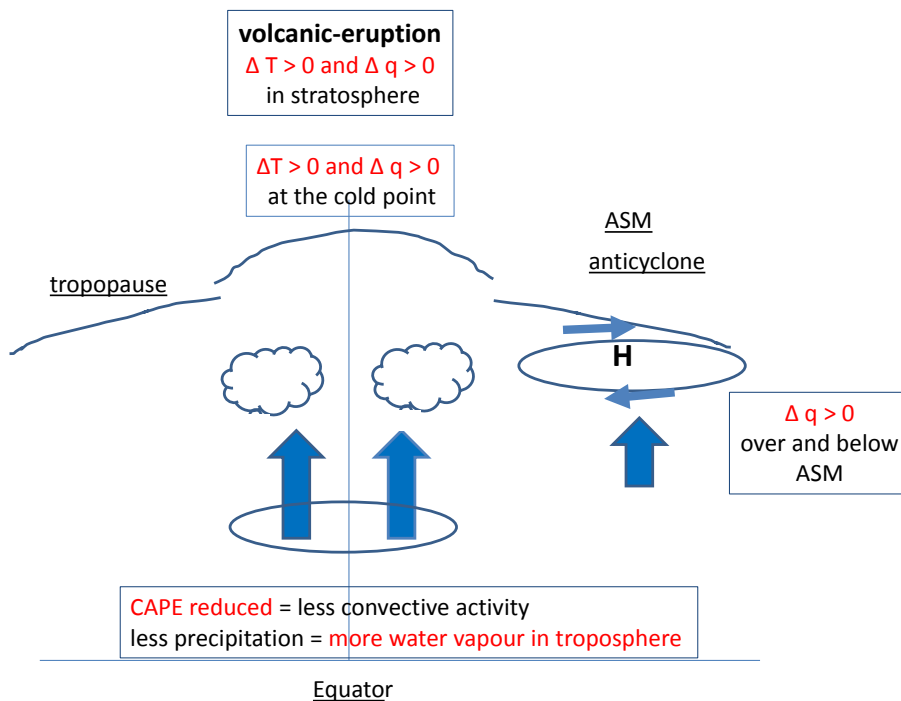 volcanic-eruption
Δ T > 0 and Δ q > 0
in stratosphere
ΔT > 0 and Δ q > 0
at the cold point
ASM
anticyclone
tropopause
H
Δ q > 0
over and below
ASM
CAPE reduced = less convective activity
less precipitation = more water vapour in troposphere
Equator